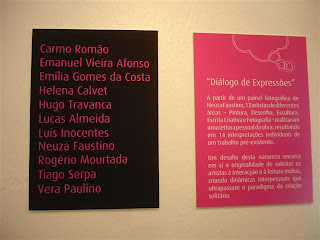 Carmo Romão
Emanuel Vieira Afonso
Emília Gomes da Costa
Helena Calvet
Hugo Travanca
Lucas Almeida
Luis Inocentes
Neuza Faustino
Rogério Mourtada
Tiago Serpa
Vera Paulino
"Diálogo de Expressões"
A partir de um painel fotográfico de
Neuza Faustino, 13 artistas de diferentes
áreas – Pintura, Desenho, Escultura,
Escrita Criativa e Fotografia – realizaram
uma leitura pessoal da obra, resultando
em 14 interpretações individuais de
um trabalho pré-existente.
Um desafio desta natureza encerra
em si a originalidade de solicitar os
artistas à interacção e à leitura mútua,
criando dinâmicas interpessoais que
ultrapassam o paradigma da criação
solitária.